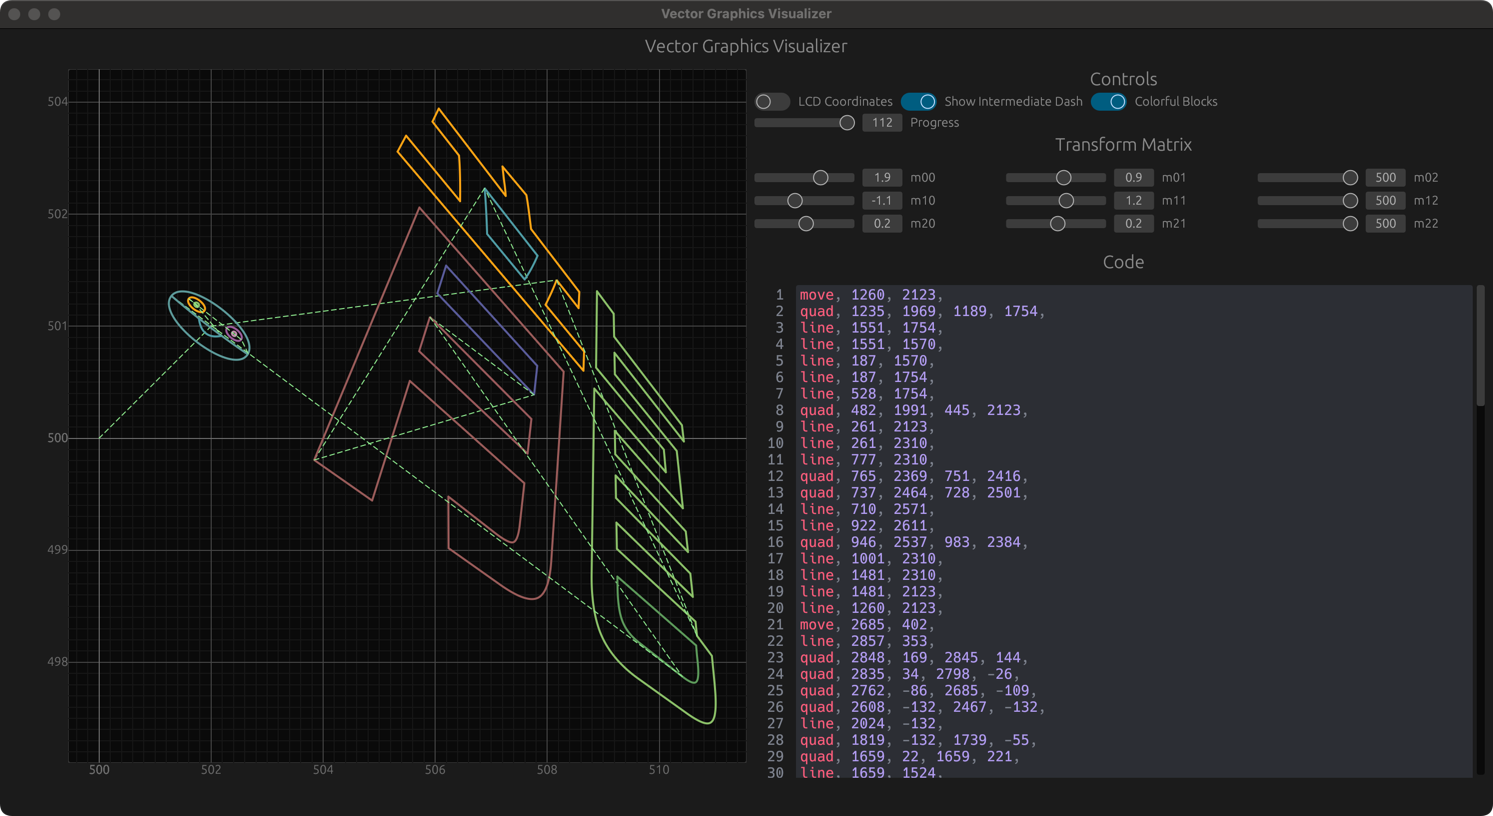 Vector Graphics Visualizer
Vector Graphics Visualizer
504
502
501
500
499
498
500 502 504 506 508 510
Controls
LCD Coordinates Show Intermediate Dash Colorful Blocks
112 Progress
Transform Matrix
1.9 m00 0.9 m01 500 m02
-1.1 m10 1.2 m11 500 m12
0.2 m20 0.2 m21 500 m22
Code
1 move, 1260, 2123,
2 quad, 1235, 1969, 1189, 1754,
3 line, 1551, 1754,
4 line, 1551, 1570,
5 line, 187, 1570,
6 line, 187, 1754,
7 line, 528, 1754,
8 quad, 482, 1991, 445, 2123,
9 line, 261, 2123,
10 line, 261, 2310,
11 line, 777, 2310,
12 quad, 765, 2369, 751, 2416,
13 quad, 737, 2464, 728, 2501,
14 line, 710, 2571,
15 line, 922, 2611,
16 quad, 946, 2537, 983, 2384,
17 line, 1001, 2310,
18 line, 1481, 2310,
19 line, 1481, 2123,
20 line, 1260, 2123,
21 move, 2685, 402,
22 line, 2857, 353,
23 quad, 2848, 169, 2845, 144,
24 quad, 2835, 34, 2798, -26,
25 quad, 2762, -86, 2685, -109,
26 quad, 2608, -132, 2467, -132,
27 line, 2024, -132,
28 quad, 1819, -132, 1739, -55,
29 quad, 1659, 22, 1659, 221,
30 line, 1659, 1524,